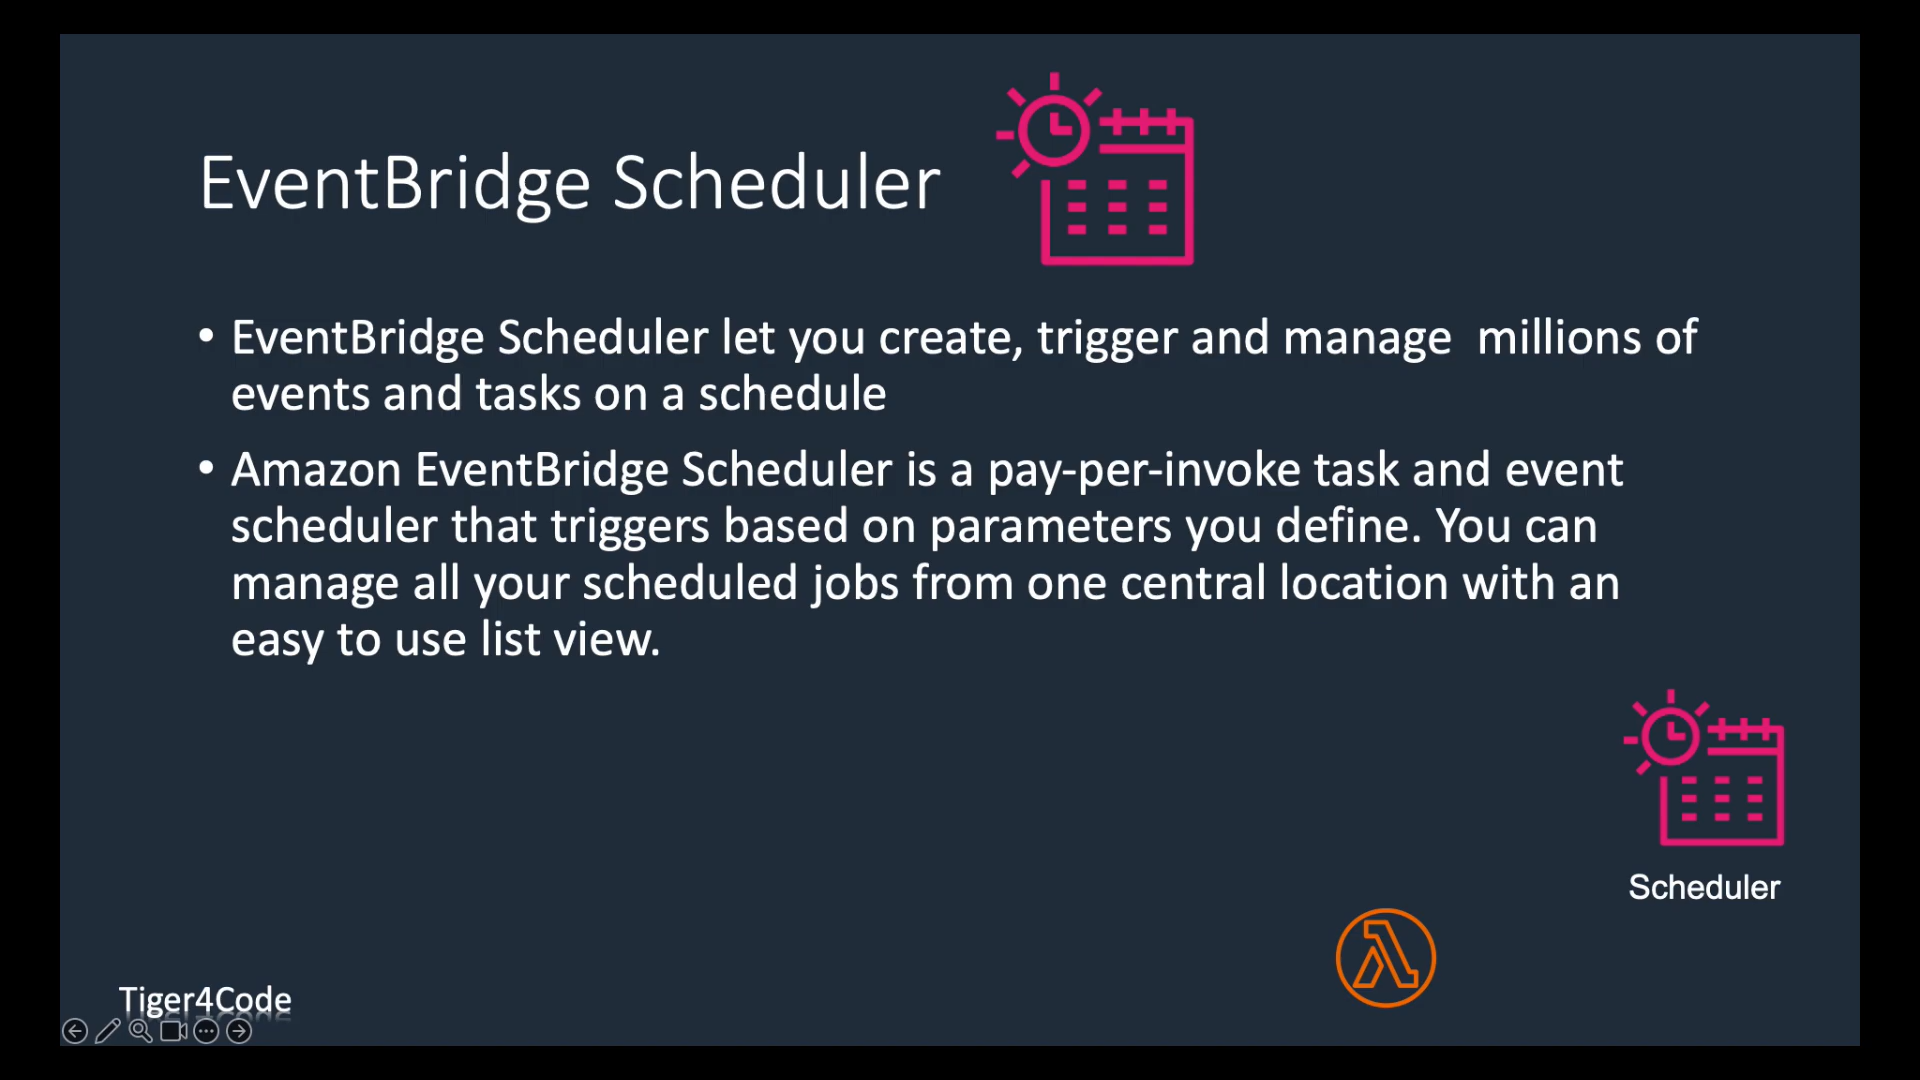 EventBridge Scheduler
• EventBridge Scheduler let you create, trigger and manage  millions of
events and tasks on a schedule
• Amazon EventBridge Scheduler is a pay-per-invoke task and event
scheduler that triggers based on parameters you define. You can
manage all your scheduled jobs from one central location with an
easy to use list view.
Scheduler
Tiger4Code